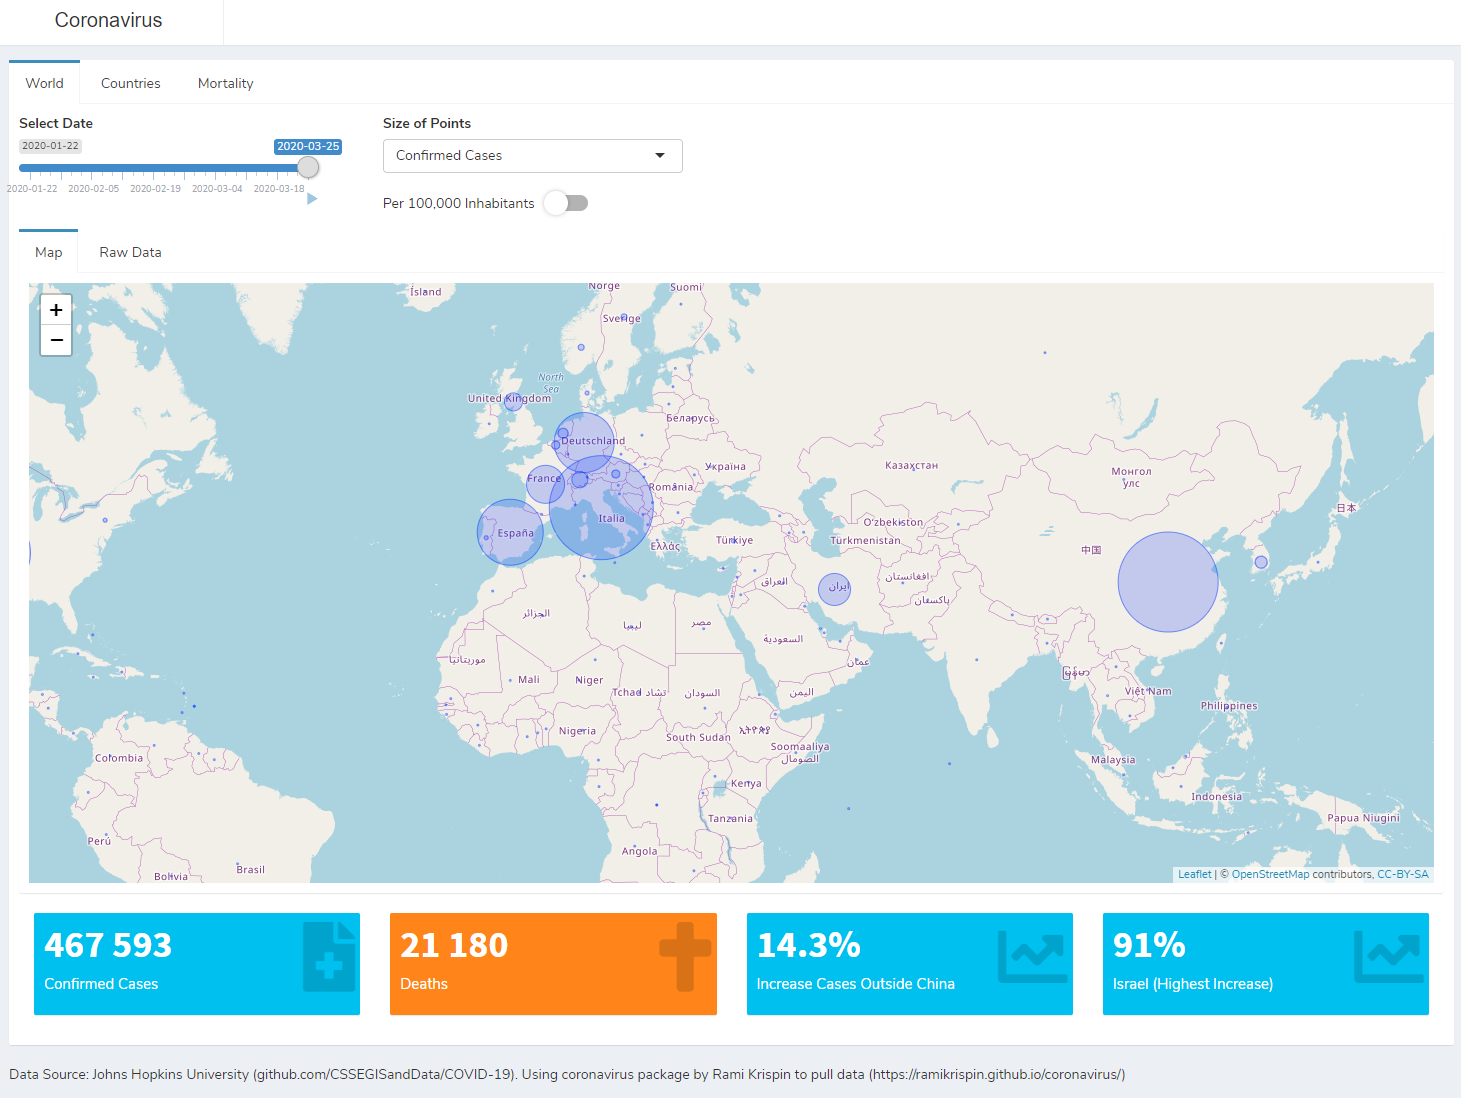 Coronavirus
World
Countries
Mortality
Select Date
Size of Points
2020-01-22
2020-03-25
Confirmed Cases
2020-01-22
2020-02-05
2020-02-19
2020-03-04
2020-03-18
Per 100,000 Inhabitants
Map
Raw Data
+
−
Ísland
Norge
Suomi
Sverige
North
Sea
United Kingdom
Беларусь
Deutschland
Україна
Казахстан
Монгол
улс
France
România
日本
Italia
España
O'zbekiston
Türkiye
Türkmenistan
Ελλάς
中国
العراق
ایران
افغانستان
پاکستان
الجزائر
ليبيا
مصر
السعودية
موريتانيا
عمان
Mali
Niger
Tchad تشاد
السودان
اليمن
Việt Nam
Philippines
Nigeria
South Sudan
Soomaaliya
الصومال
Colombia
Malaysia
Kenya
Indonesia
Tanzania
Papua Niugini
Perú
Angola
Brasil
Bolivia
Leaflet | © OpenStreetMap contributors, CC-BY-SA
467 593
Confirmed Cases
21 180
Deaths
14.3%
Increase Cases Outside China
91%
Israel (Highest Increase)
Data Source: Johns Hopkins University (github.com/CSSEGISandData/COVID-19). Using coronavirus package by Rami Krispin to pull data (https://ramikrispin.github.io/coronavirus/)